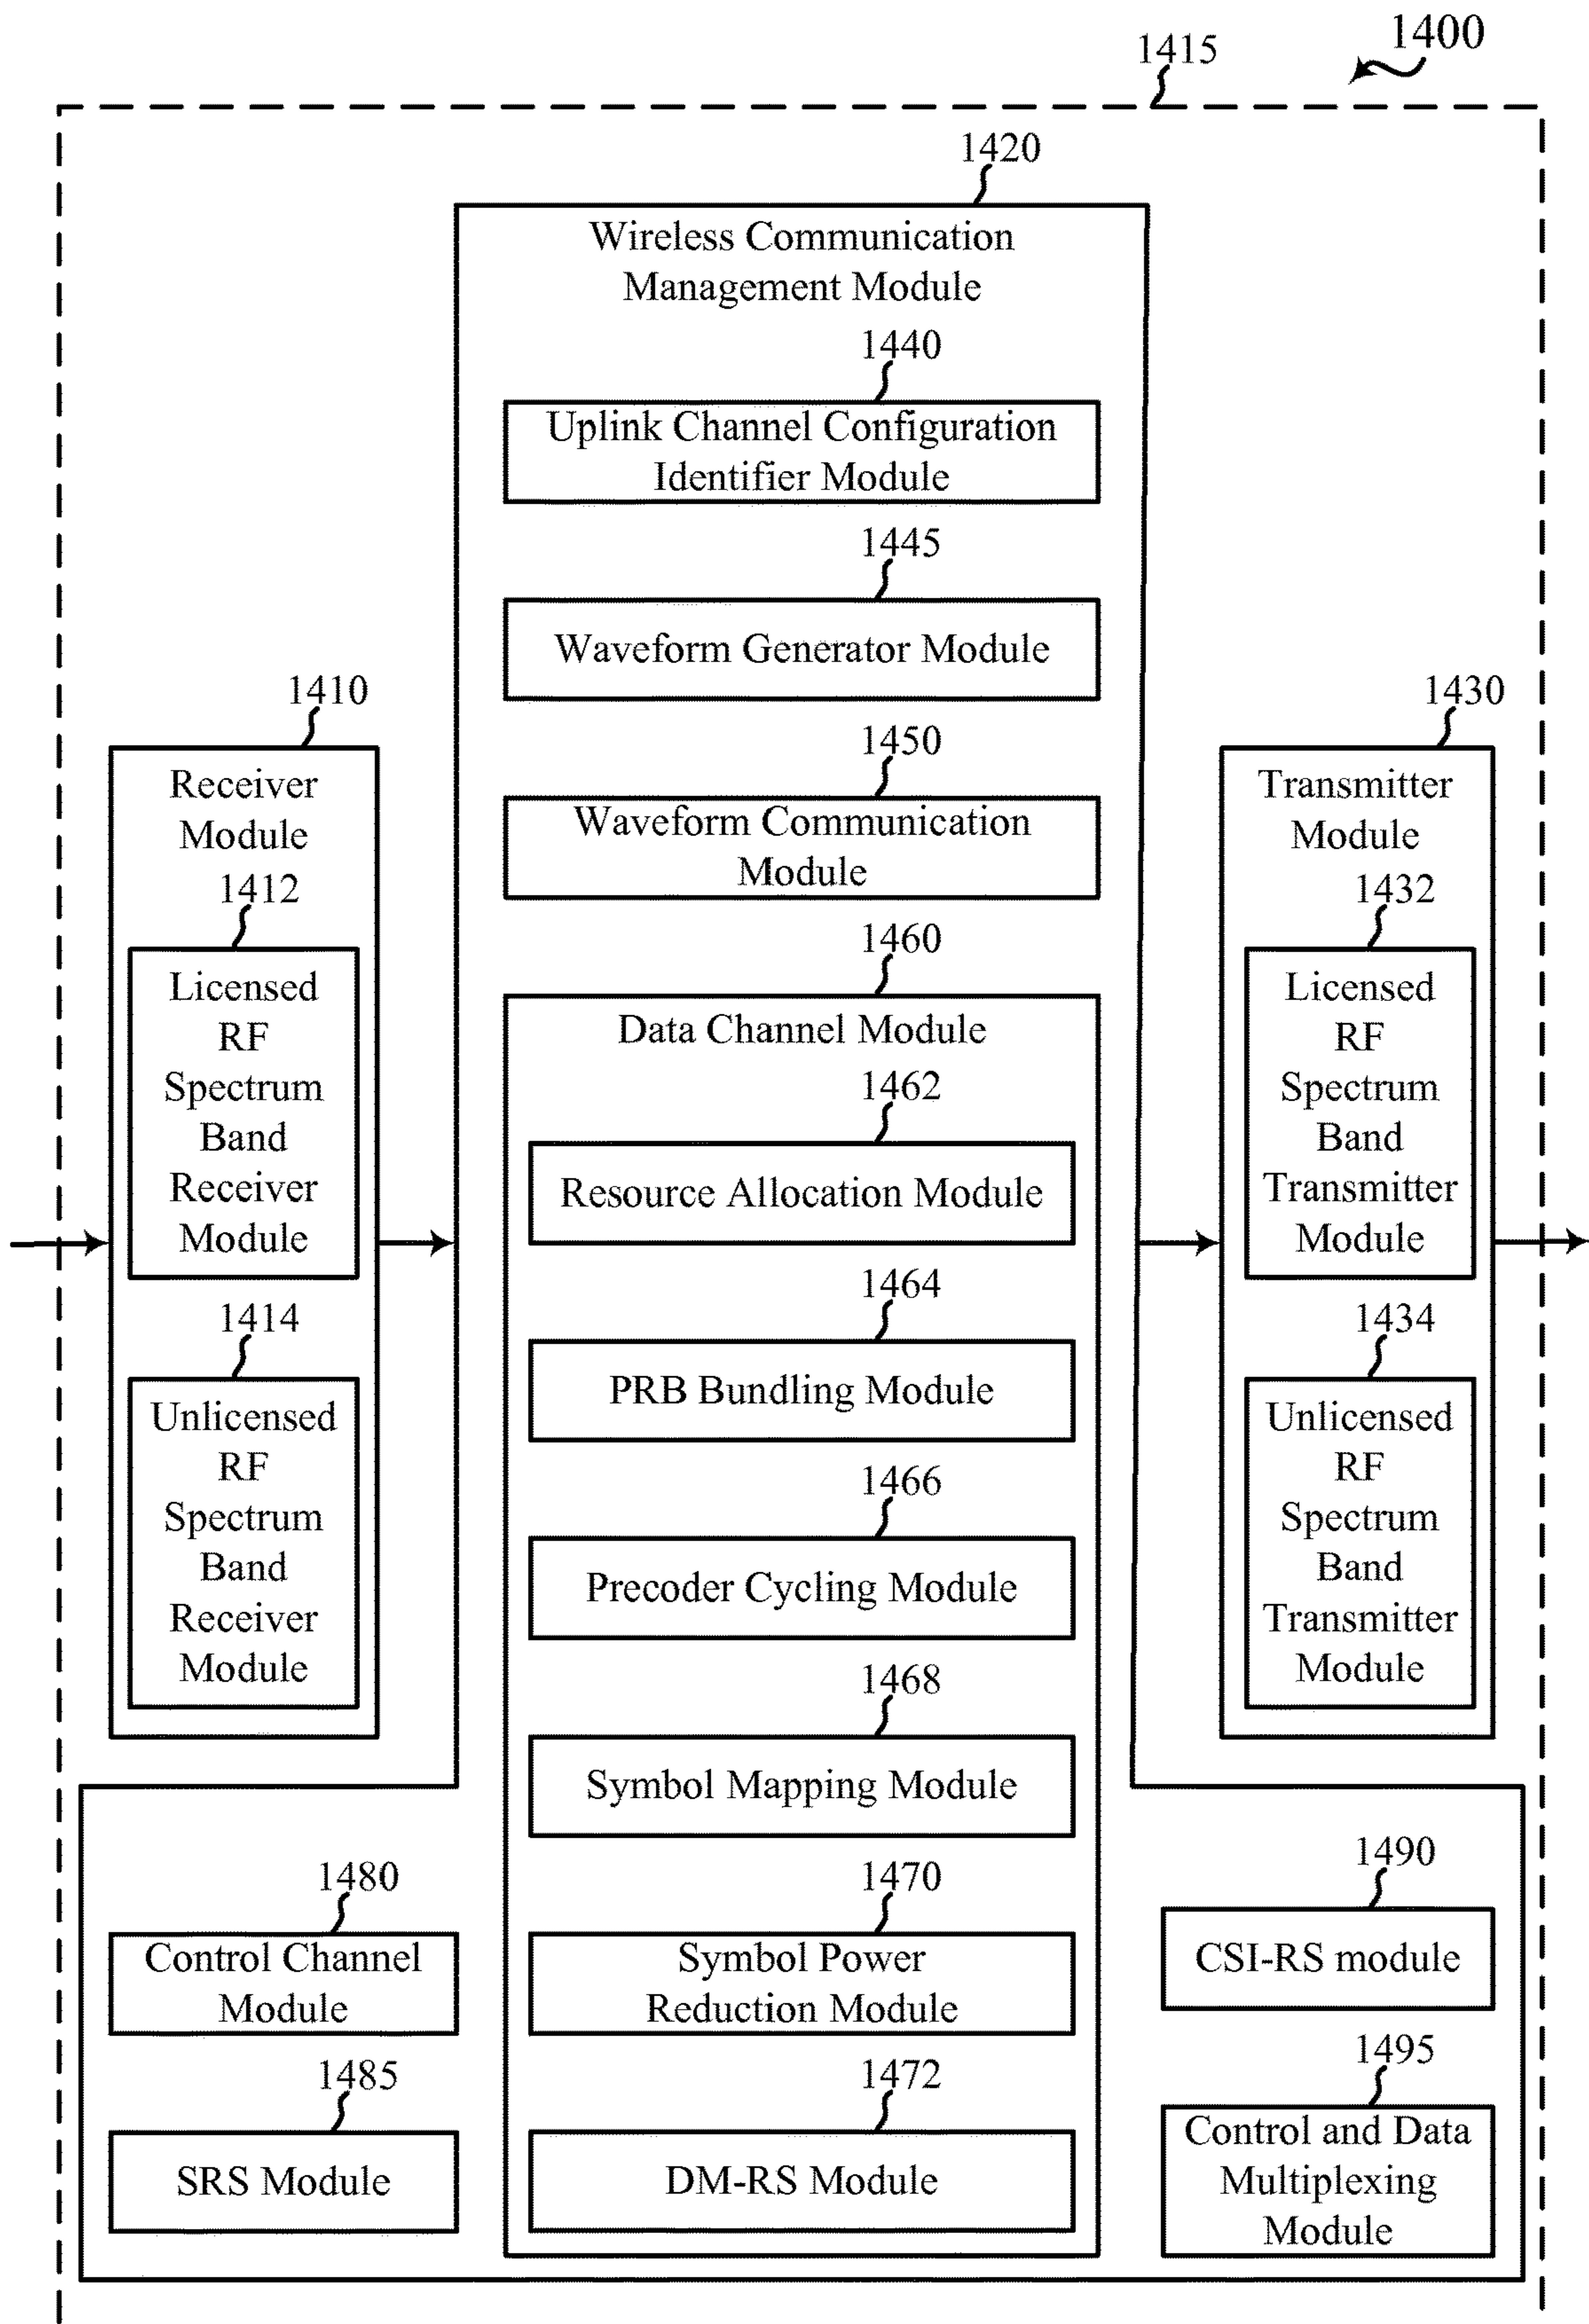 1400
1415
1420
Wireless Communication
Management Module
1440
Uplink Channel Configuration
Identifier Module
1445
Waveform Generator Module
1450
Waveform Communication
Module
1410
Receiver
Module
1412
Licensed
RF
Spectrum
Band
Receiver
Module
1414
Unlicensed
RF
Spectrum
Band
Receiver
Module
1460
Data Channel Module
1462
Resource Allocation Module
1464
PRB Bundling Module
1466
Precoder Cycling Module
1468
Symbol Mapping Module
1470
Symbol Power
Reduction Module
1472
DM-RS Module
1430
Transmitter
Module
1432
Licensed
RF
Spectrum
Band
Transmitter
Module
1434
Unlicensed
RF
Spectrum
Band
Transmitter
Module
1480
Control Channel
Module
1485
SRS Module
1490
CSI-RS module
1495
Control and Data
Multiplexing
Module